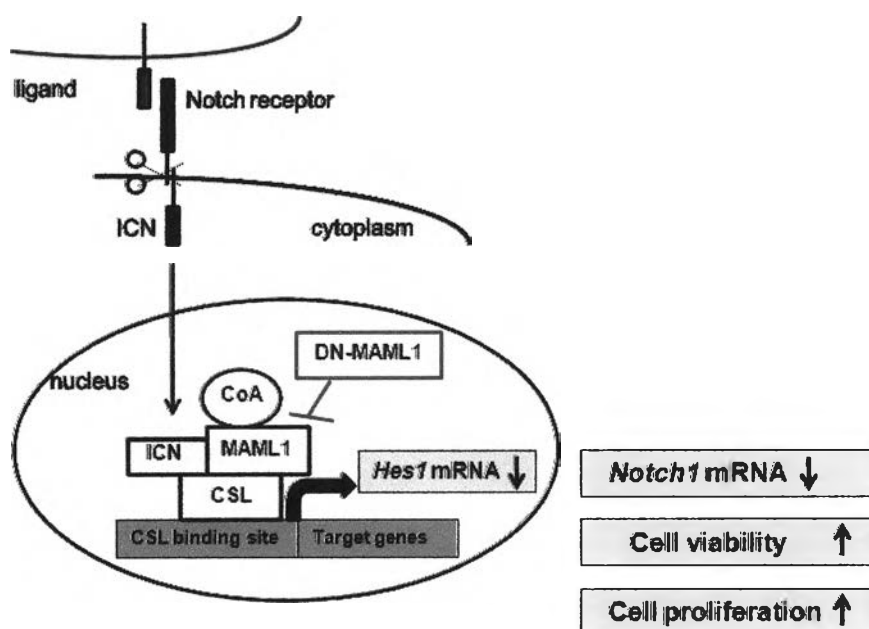 ligand
Notch receptor
ICN
cytoplasm
nucleus
DN-MAML1
CoA
ICN
MAML1
CSL
Hes1 mRNA ↓
CSL binding site
Target genes
Notch1 mRNA ↓
Cell viability ↑
Cell proliferation ↑